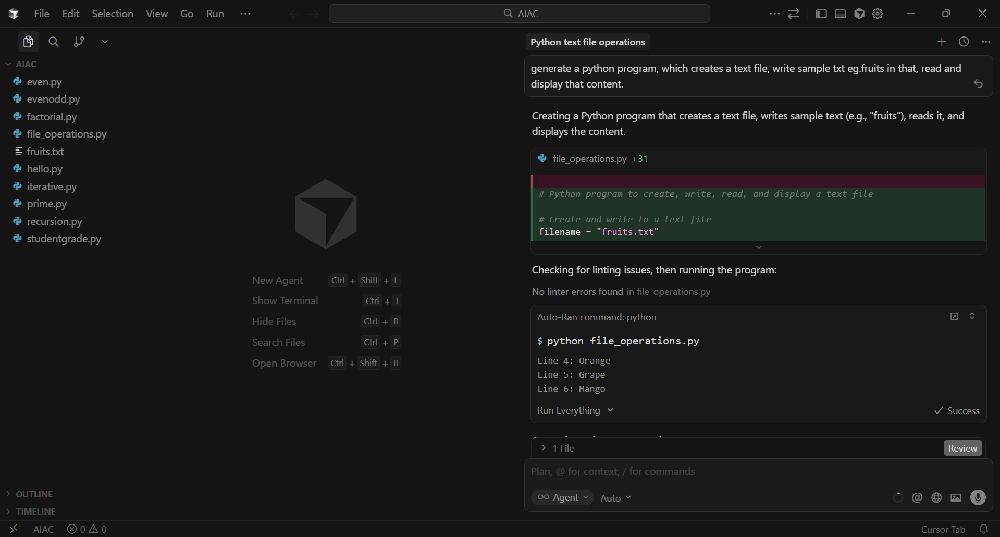 File Edit Selection View Go Run ···
AIAC
AIAC
even.py
evenodd.py
factorial.py
file_operations.py
fruits.txt
hello.py
iterative.py
prime.py
recursion.py
studentgrade.py
OUTLINE
TIMELINE
New Agent Ctrl + Shift + L
Show Terminal Ctrl + J
Hide Files Ctrl + B
Search Files Ctrl + P
Open Browser Ctrl + Shift + B
Python text file operations
generate a python program, which creates a text file, write sample txt eg.fruits in that, read and
display that content.
Creating a Python program that creates a text file, writes sample text (e.g., "fruits"), reads it, and
displays the content.
file_operations.py +31
# Python program to create, write, read, and display a text file
# Create and write to a text file
filename = "fruits.txt"
Checking for linting issues, then running the program:
No linter errors found in file_operations.py
Auto-Ran command: python
$ python file_operations.py
Line 4: Orange
Line 5: Grape
Line 6: Mango
Run Everything
Success
1 File
Review
Plan, @ for context, / for commands
Agent Auto
AIAC 0 0
Cursor Tab